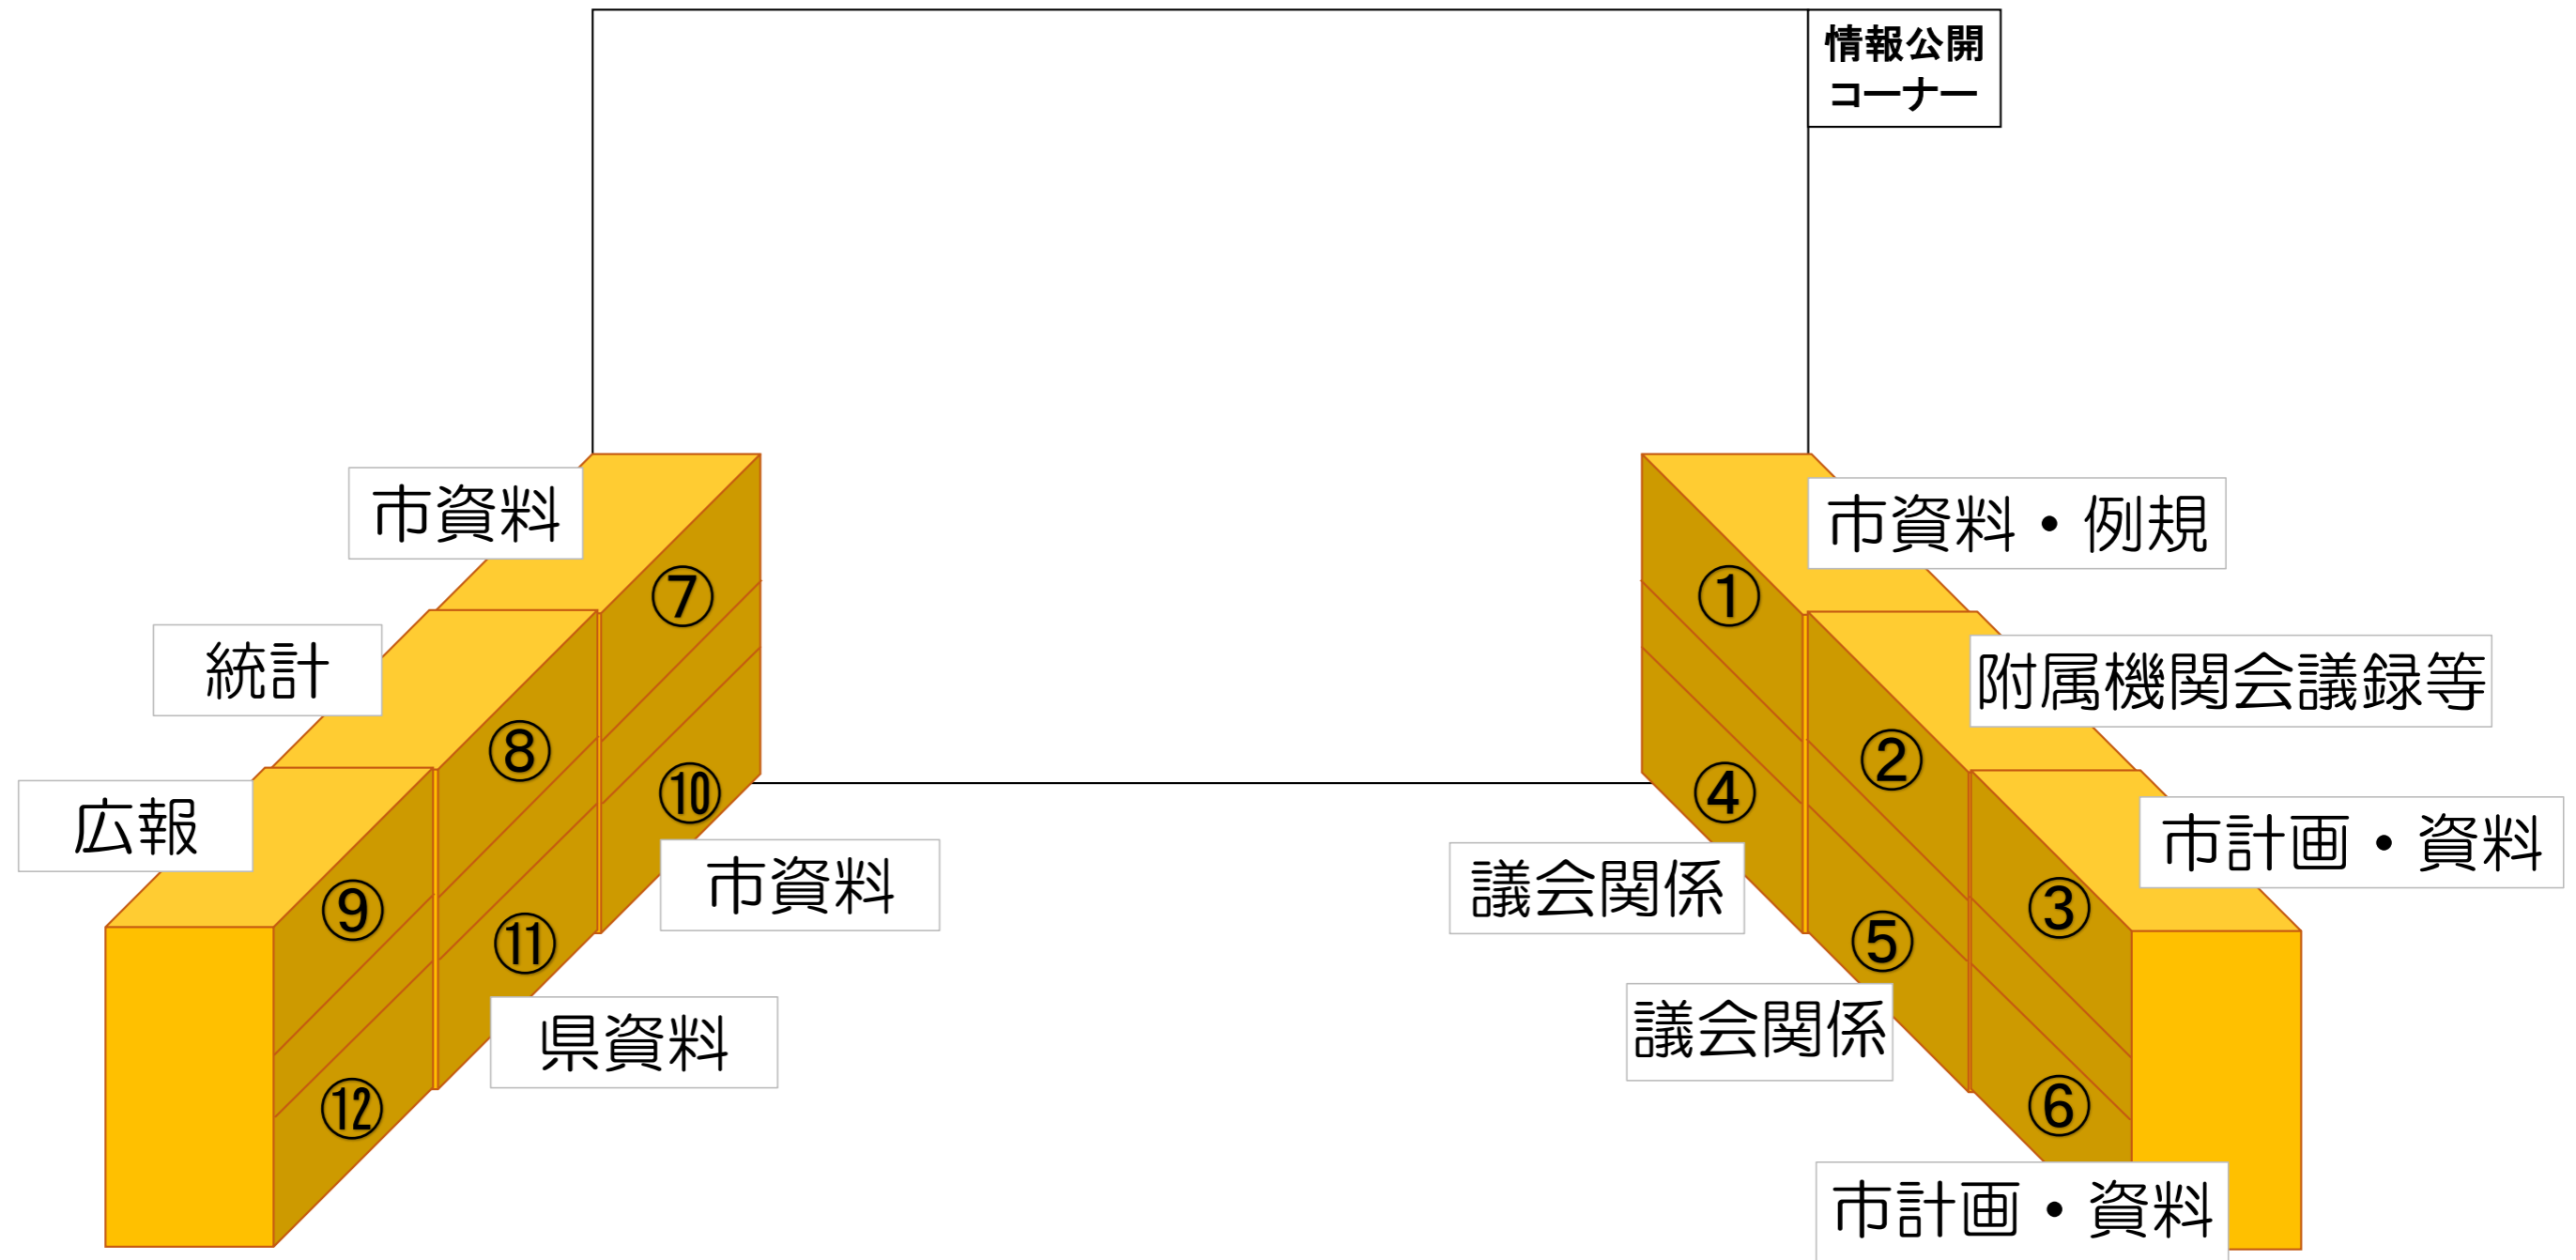 情報公開
コーナー
市資料
市資料・例規
⑦
①
統計
附属機関会議録等
⑧
②
広報
⑩
④
市計画・資料
市資料
議会関係
⑨
③
⑪
⑤
県資料
議会関係
⑫
⑥
市計画・資料